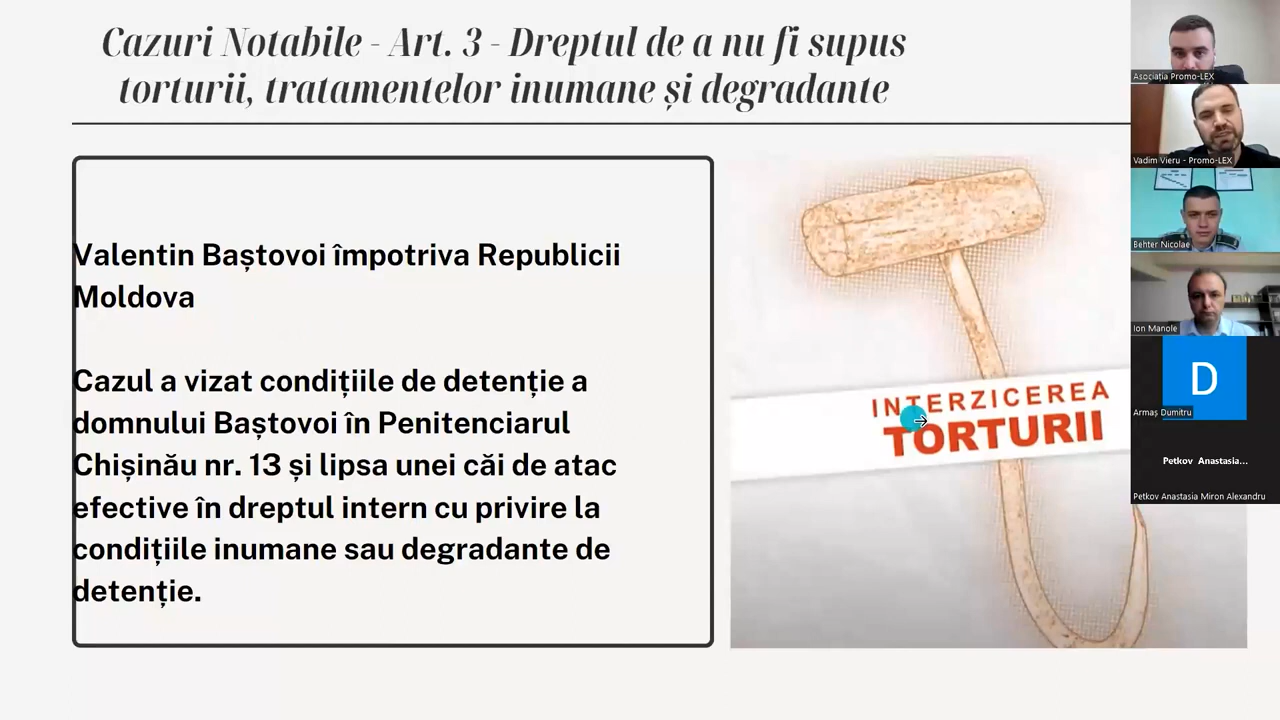 Cazuri Notabile - Art. 3 - Dreptul de a nu fi supus
torturii, tratamentelor inumane și degradante
Valentin Baștovoi împotriva Republicii
Moldova
Cazul a vizat condițiile de detenție a
domnului Baștovoi în Penitenciarul
Chișinău nr. 13 și lipsa unei căi de atac
efective în dreptul intern cu privire la
condițiile inumane sau degradante de
detenție.
INTERZICEREA
TORTURII
Asociația Promo-LEX
Vadim Vieru - Promo-LEX
Behter Nicolae
Ion Manole
D
Armaș Dumitru
Petkov Anastasia...
Petkov Anastasia Miron Alexandru